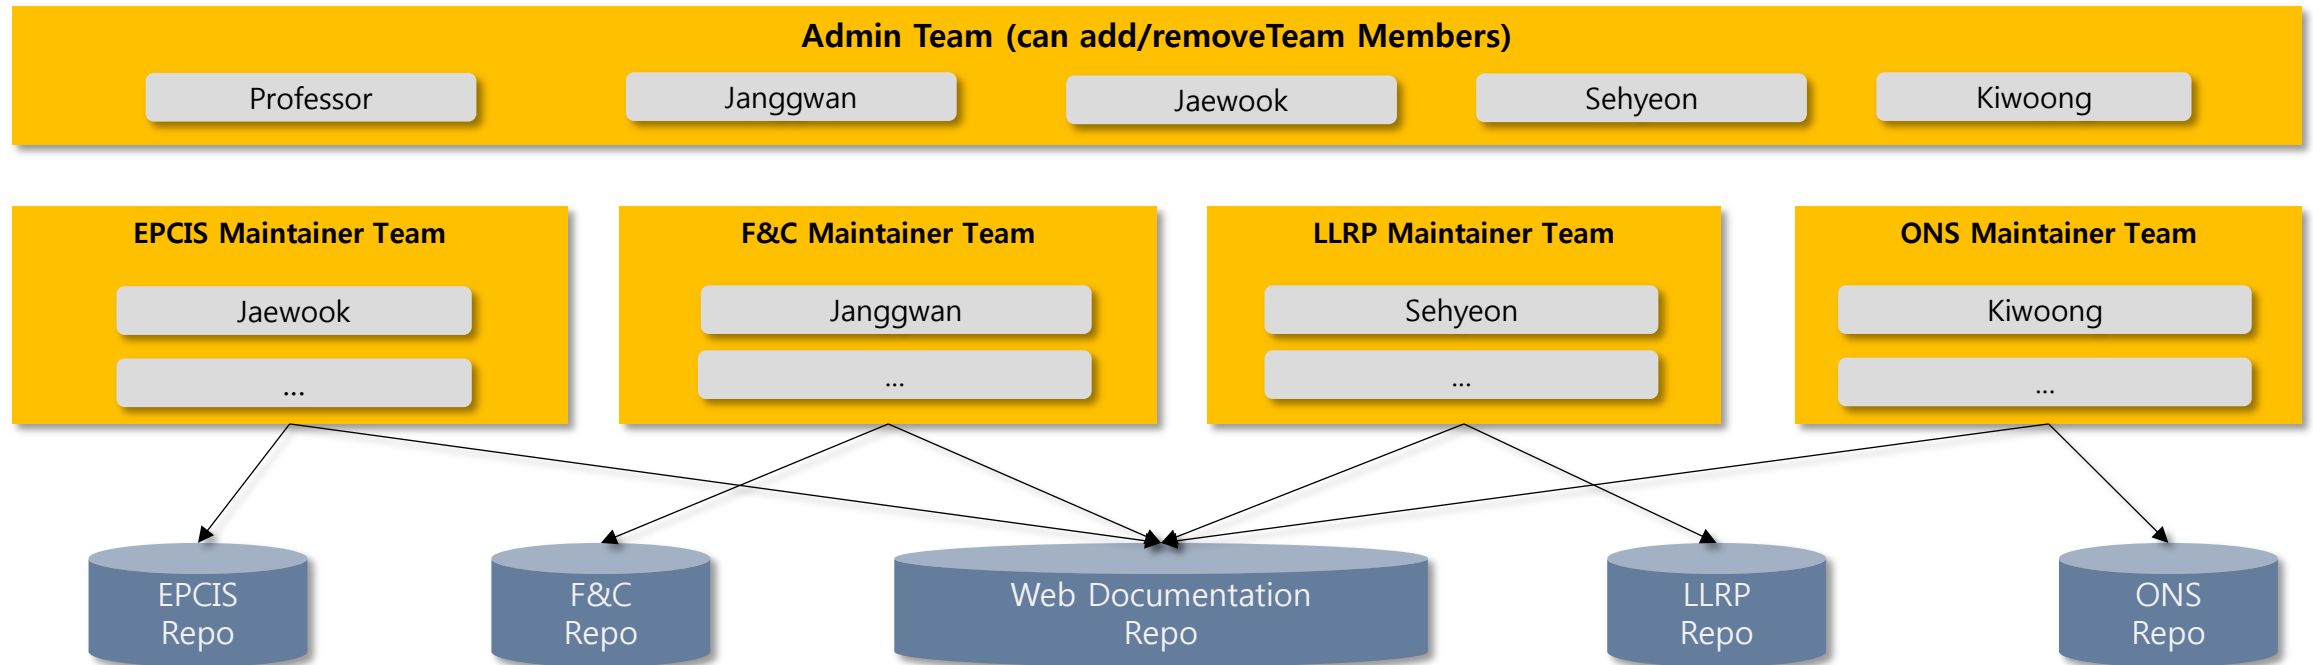 Admin Team (can add/removeTeam Members)
Professor
Janggwan
Jaewook
Sehyeon
Kiwoong
EPCIS Maintainer Team
Jaewook
...
F&C Maintainer Team
Janggwan
...
LLRP Maintainer Team
Sehyeon
...
ONS Maintainer Team
Kiwoong
...
EPCIS
Repo
F&C
Repo
Web Documentation
Repo
LLRP
Repo
ONS
Repo